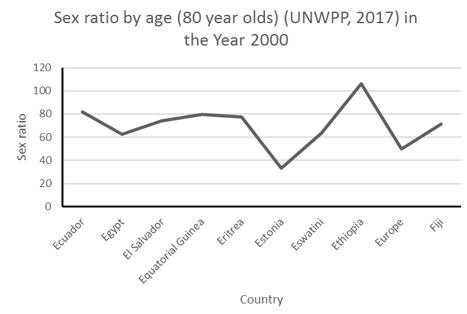 Sex ratio by age (80 year olds) (UNWPP, 2017) in
the Year 2000
120
100
80
60
40
20
0
Sex ratio
Ecuador
Egypt
El Salvador
Equatorial Guinea
Eritrea
Estonia
Eswatini
Ethiopia
Europe
Fiji
Country